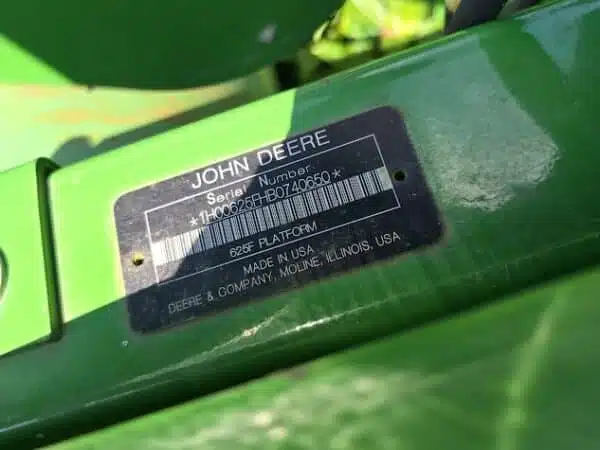 JOHN DEERE
Serial Number
*1H00625FHB0740650*
625F PLATFORM
MADE IN USA
DEERE & COMPANY, MOLINE, ILLINOIS, USA